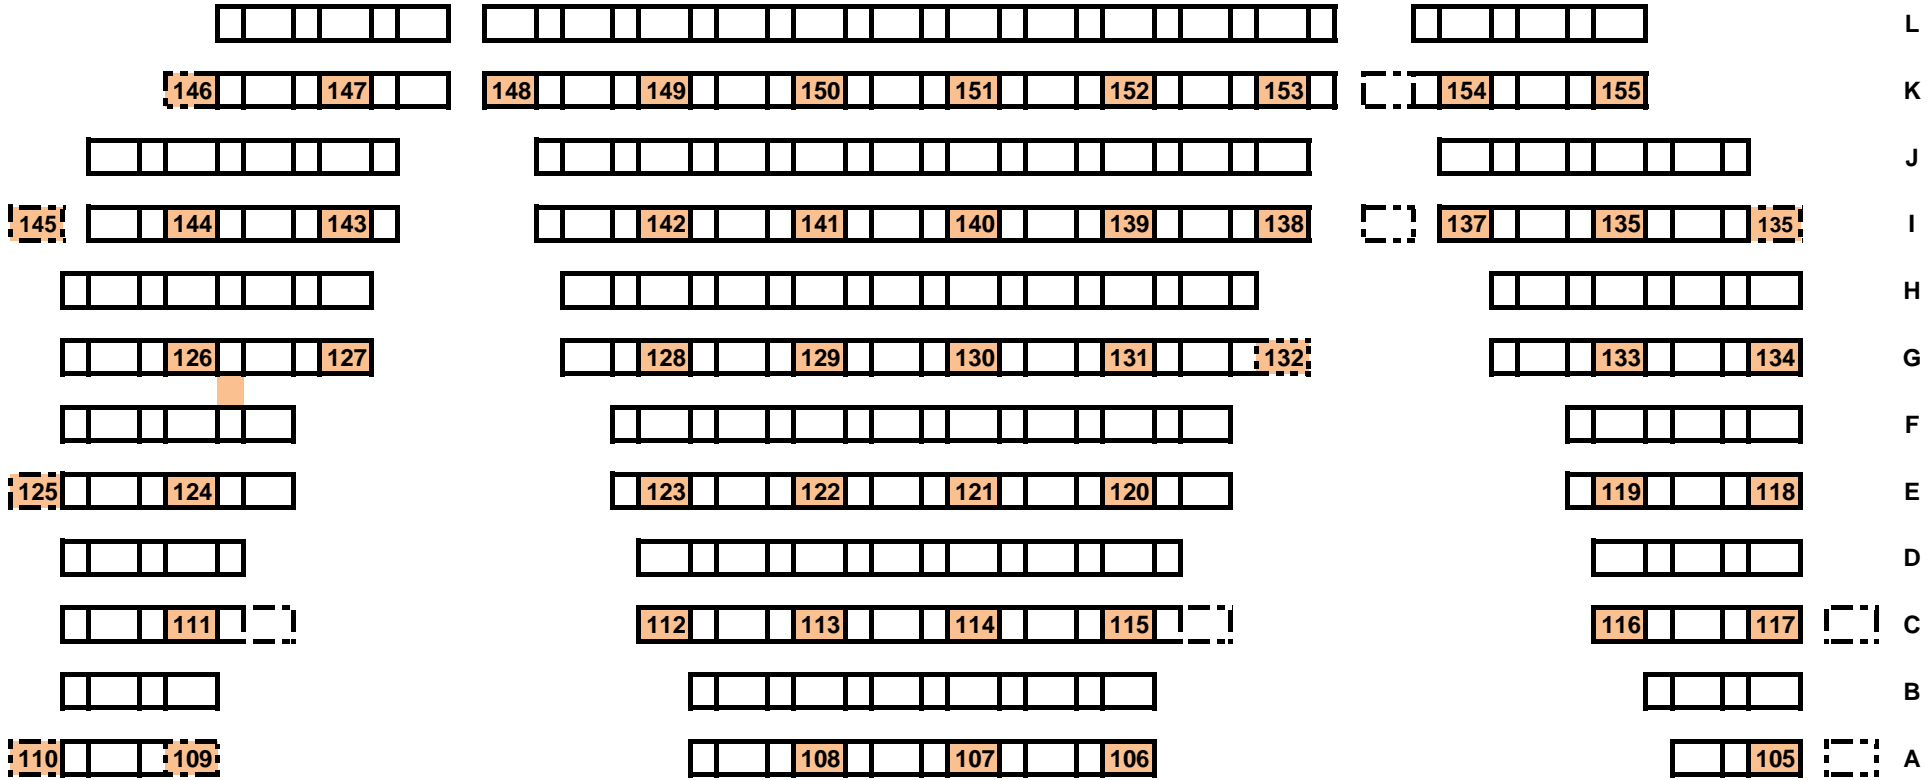 L
146 147 148 149 150 151 152 153 154 155 K
J
145 144 143 142 141 140 139 138 137 135 135 I
H
126 127 128 129 130 131 132 133 134 G
F
125 124 123 122 121 120 119 118 E
D
111 112 113 114 115 116 117 C
B
110 109 108 107 106 105 A